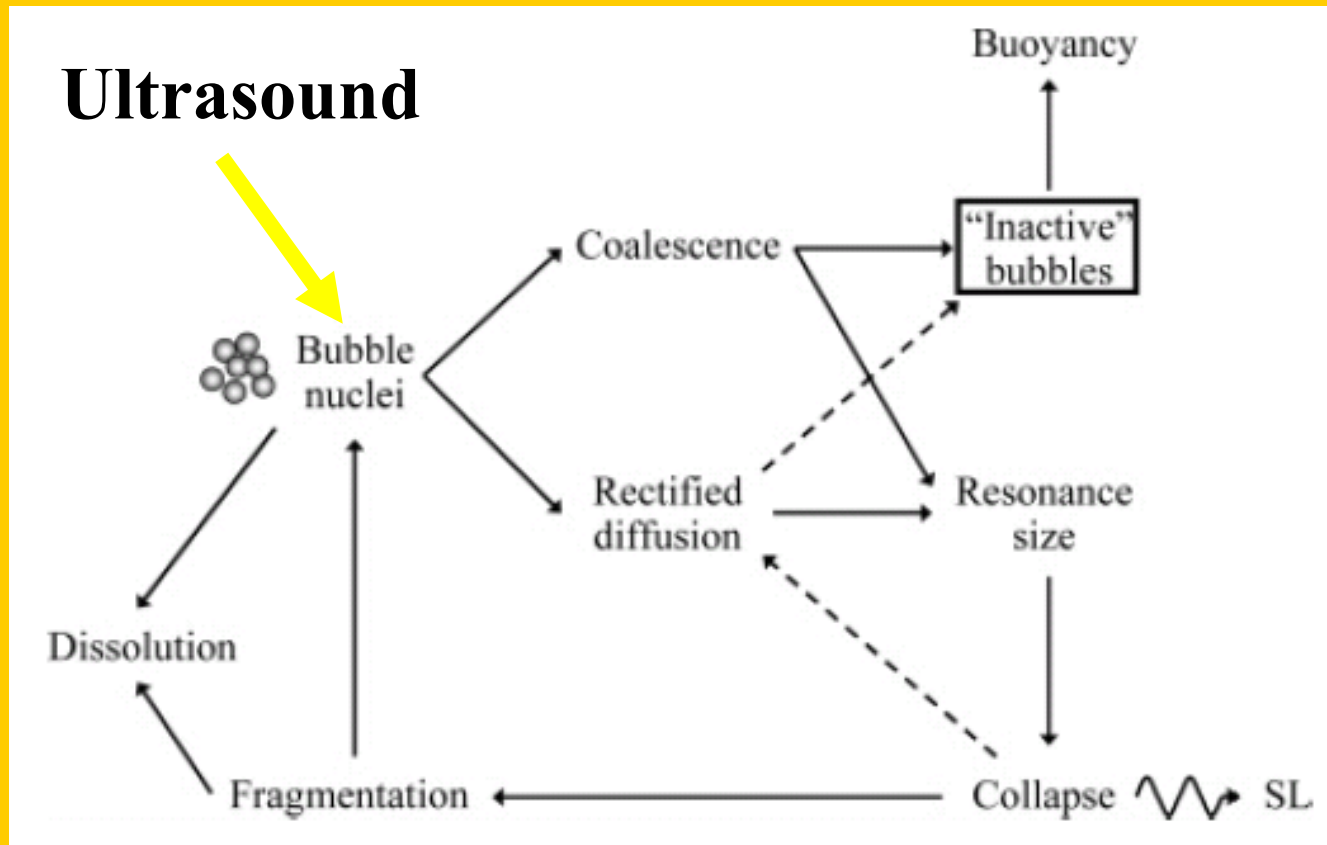 Buoyancy
Ultrasound
“Inactive”
bubbles
Coalescence
Bubble
nuclei
Rectified
diffusion
Resonance
size
Dissolution
Fragmentation
Collapse
SL